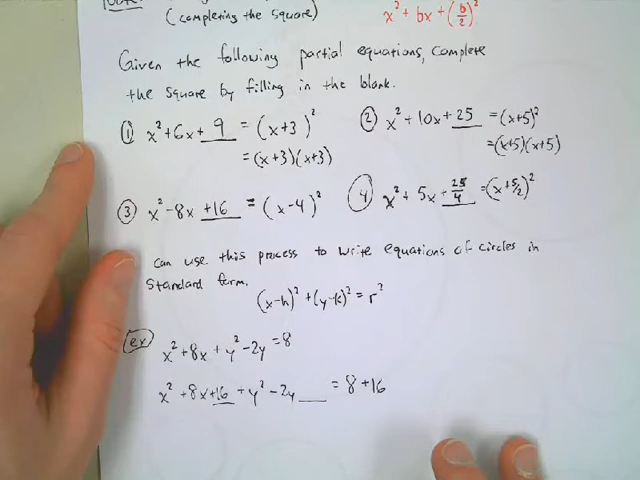 (completing the square)
x² + bx + (b/2)²
Given the following partial equations, complete
the square by filling in the blank.
① x² + 6x + 9 = (x+3)²
= (x+3)(x+3)
② x² + 10x + 25 = (x+5)²
= (x+5)(x+5)
③ x² - 8x + 16 = (x-4)²
④ x² + 5x + 25/4 = (x + 5/2)²
can use this process to write equations of circles in
standard form.
(x-h)² + (y-k)² = r²
ex
x² + 8x + y² - 2y = 8
x² + 8x + 16 + y² - 2y ___ = 8 + 16